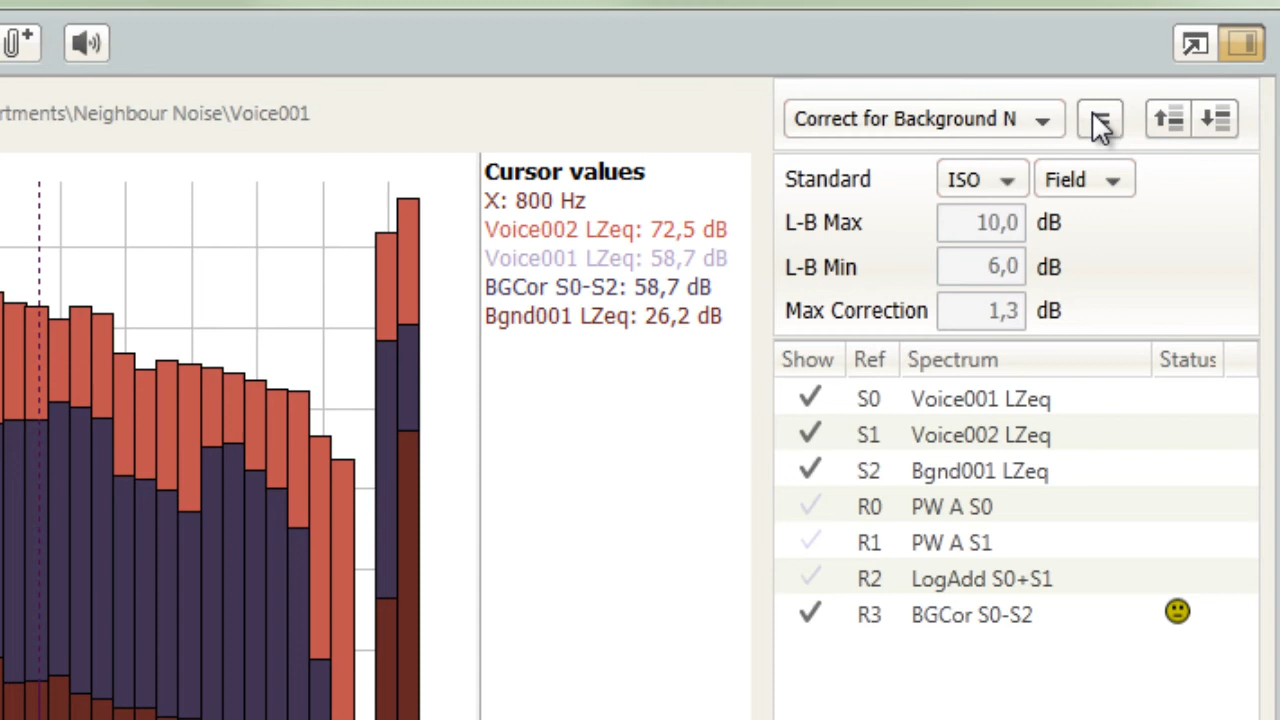 rtments\Neighbour Noise\Voice001
Correct for Background N
Cursor values
X: 800 Hz
Voice002 LZeq: 72,5 dB
Voice001 LZeq: 58,7 dB
BGCor S0-S2: 58,7 dB
Bgnd001 LZeq: 26,2 dB
Standard ISO Field
L-B Max 10,0 dB
L-B Min 6,0 dB
Max Correction 1,3 dB
Show Ref Spectrum Status
S0 Voice001 LZeq
S1 Voice002 LZeq
S2 Bgnd001 LZeq
R0 PW A S0
R1 PW A S1
R2 LogAdd S0+S1
R3 BGCor S0-S2